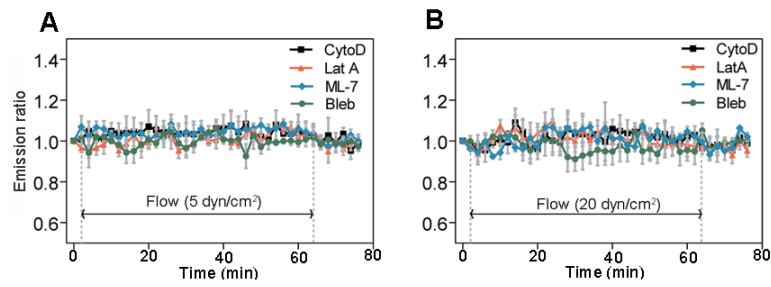 A
B
Emission ratio
1.4
1.2
1.0
0.8
0.6
CytoD
Lat A
ML-7
Bleb
Flow (5 dyn/cm²)
0
20
40
60
80
Time (min)
1.4
1.2
1.0
0.8
0.6
CytoD
LatA
ML-7
Bleb
Flow (20 dyn/cm²)
0
20
40
60
80
Time (min)